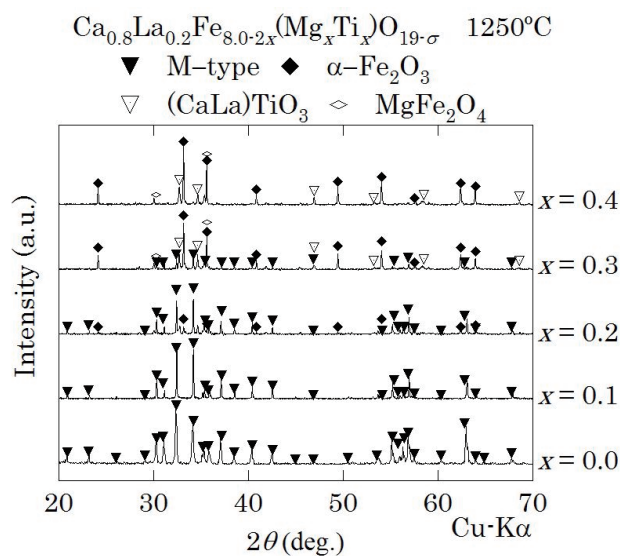 Ca0.8La0.2Fe8.0-2x(MgxTix)O19-σ 1250°C
▼ M–type ◆ α–Fe2O3
▽ (CaLa)TiO3 ◇ MgFe2O4
Intensity (a.u.)
x = 0.4
x = 0.3
x = 0.2
x = 0.1
x = 0.0
20 30 40 50 60 70
2θ (deg.)
Cu-Kα